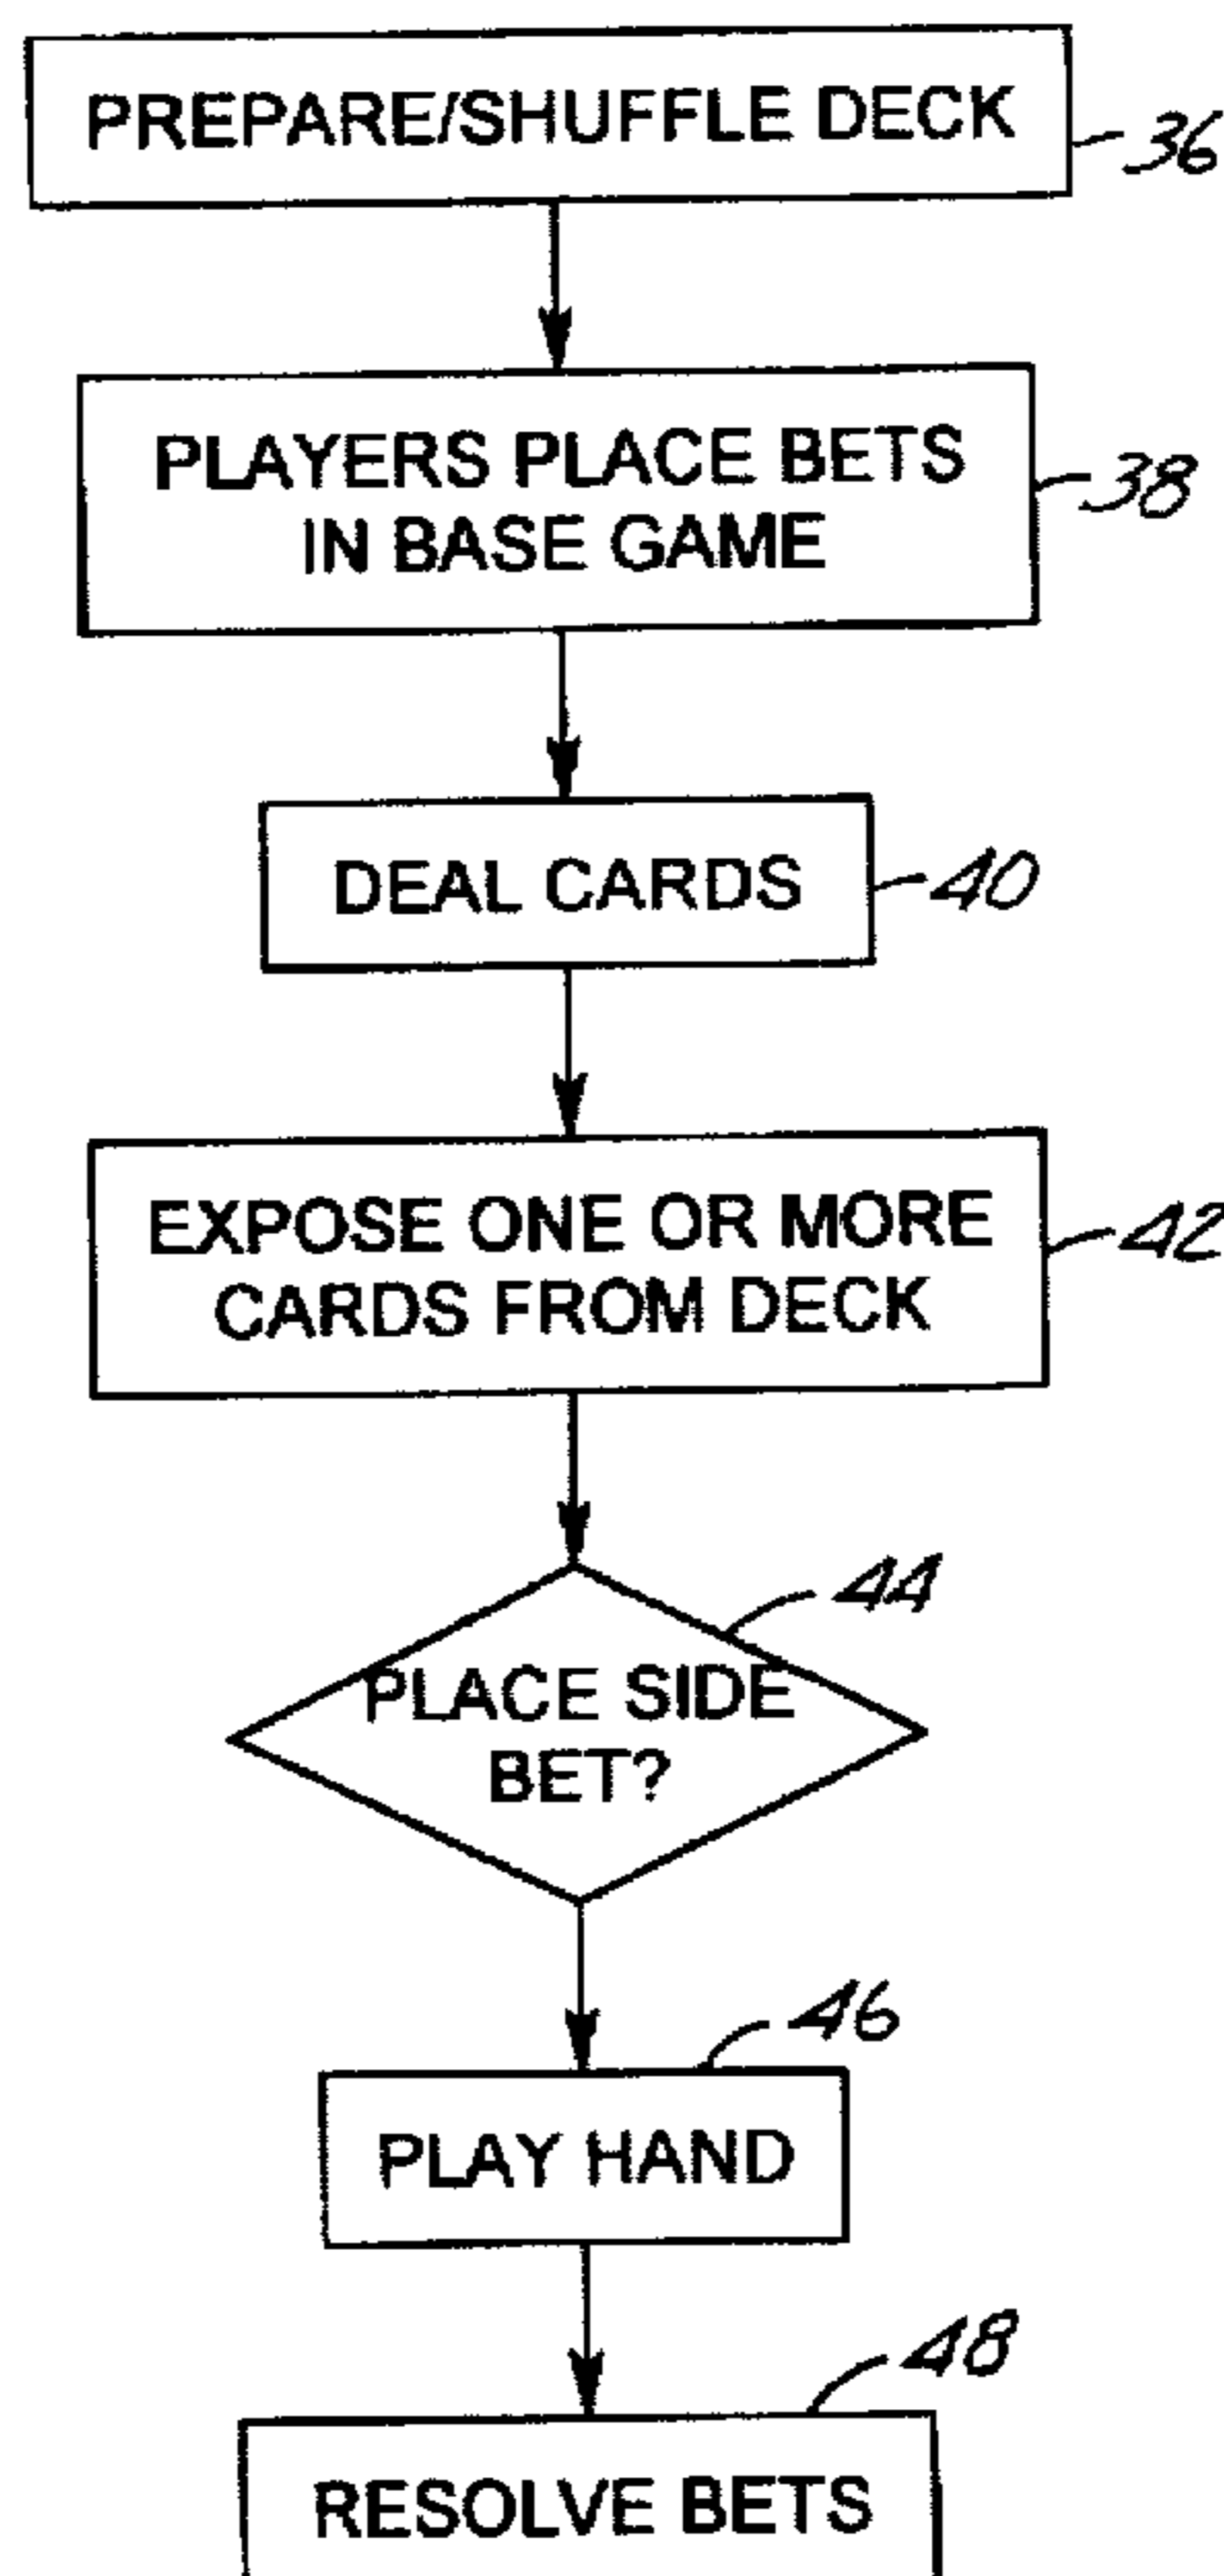 PREPARE/SHUFFLE DECK
36
PLAYERS PLACE BETS
IN BASE GAME
38
DEAL CARDS
40
EXPOSE ONE OR MORE
CARDS FROM DECK
42
44
PLACE SIDE
BET?
46
PLAY HAND
48
RESOLVE BETS